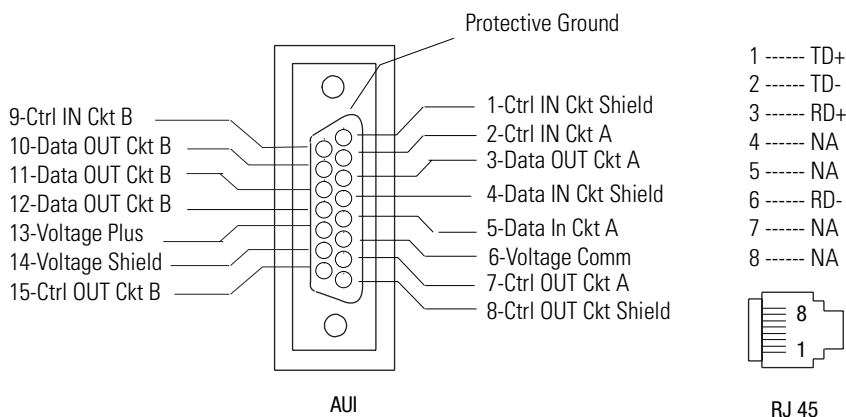 Protective Ground
9-Ctrl IN Ckt B
10-Data OUT Ckt B
11-Data OUT Ckt B
12-Data OUT Ckt B
13-Voltage Plus
14-Voltage Shield
15-Ctrl OUT Ckt B
1-Ctrl IN Ckt Shield
2-Ctrl IN Ckt A
3-Data OUT Ckt A
4-Data IN Ckt Shield
5-Data In Ckt A
6-Voltage Comm
7-Ctrl OUT Ckt A
8-Ctrl OUT Ckt Shield
AUI
1 ------ TD+
2 ------ TD-
3 ------ RD+
4 ------ NA
5 ------ NA
6 ------ RD-
7 ------ NA
8 ------ NA
8
1
RJ 45